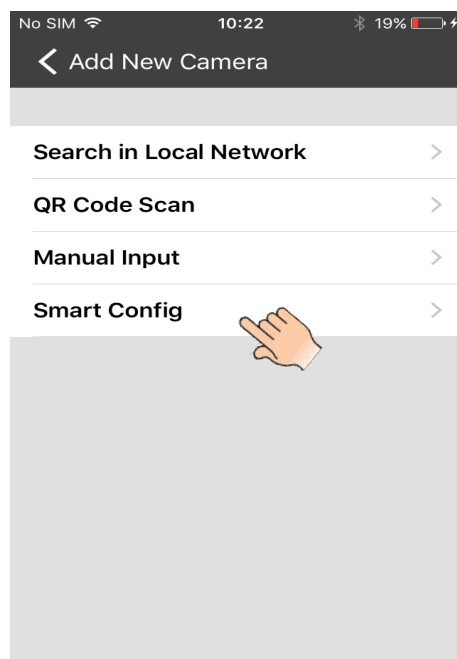 No SIM 10:22 19%
Add New Camera
Search in Local Network
QR Code Scan
Manual Input
Smart Config